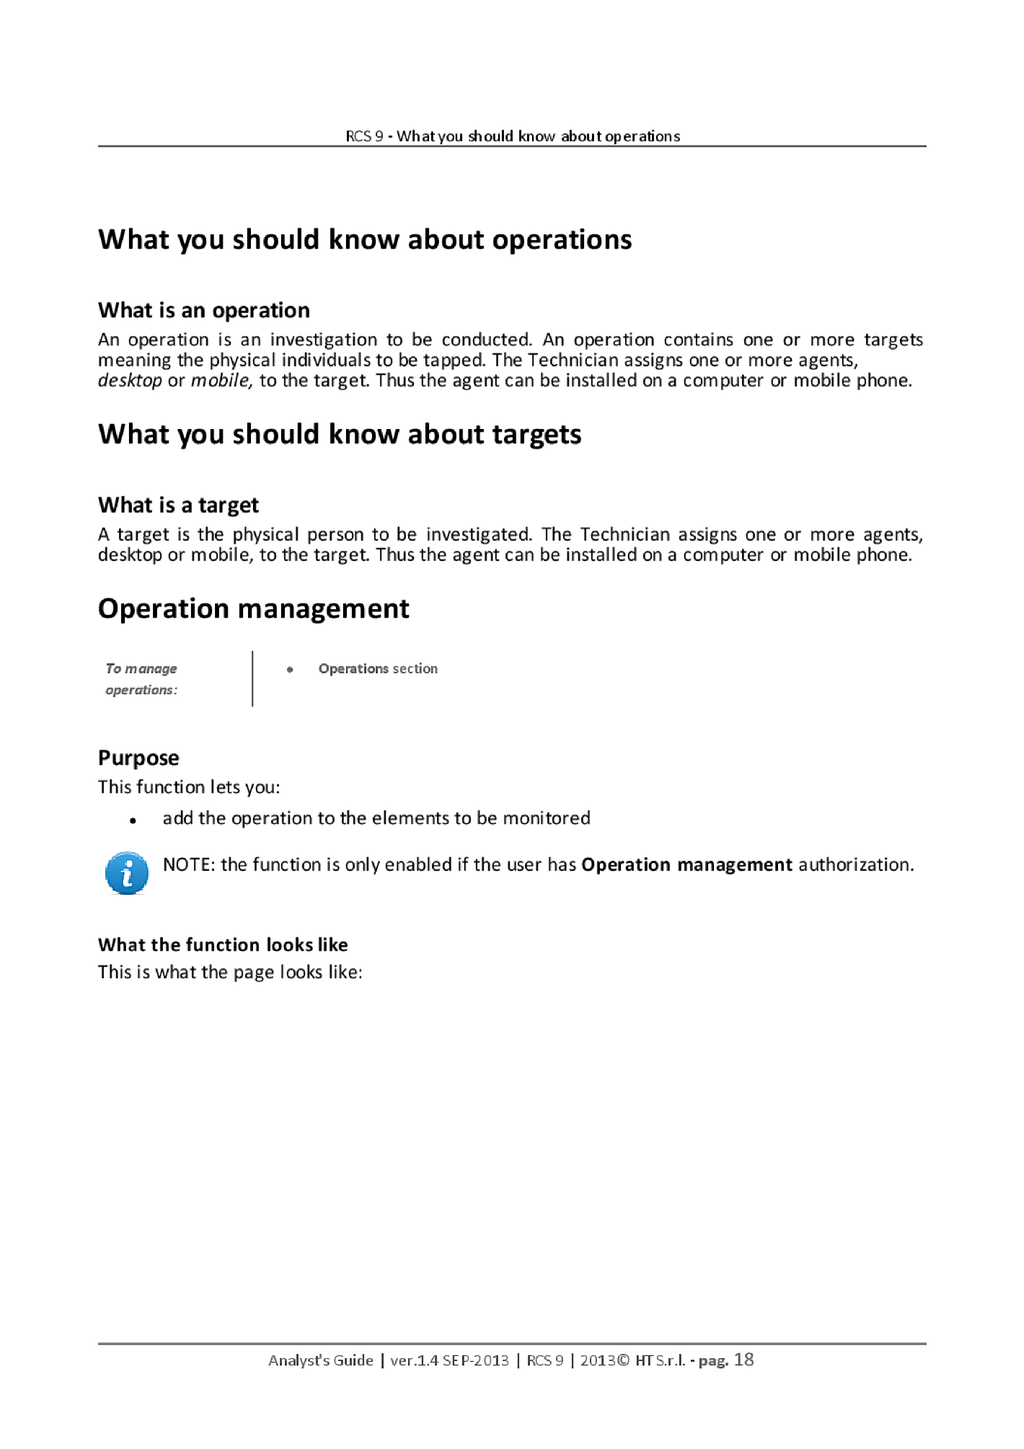 RCS 9 - What you should know about operations
What you should know about operations
What is an operation
An operation is an investigation to be conducted. An operation contains one or more targets
meaning the physical individuals to be tapped. The Technician assigns one or more agents,
desktop or mobile, to the target. Thus the agent can be installed on a computer or mobile phone.
What you should know about targets
What is a target
A target is the physical person to be investigated. The Technician assigns one or more agents,
desktop or mobile, to the target. Thus the agent can be installed on a computer or mobile phone.
Operation management
To manage
operations:
• Operations section
Purpose
This function lets you:
• add the operation to the elements to be monitored
NOTE: the function is only enabled if the user has Operation management authorization.
What the function looks like
This is what the page looks like:
Analyst's Guide | ver.1.4 SEP-2013 | RCS 9 | 2013© HT S.r.l. - pag. 18